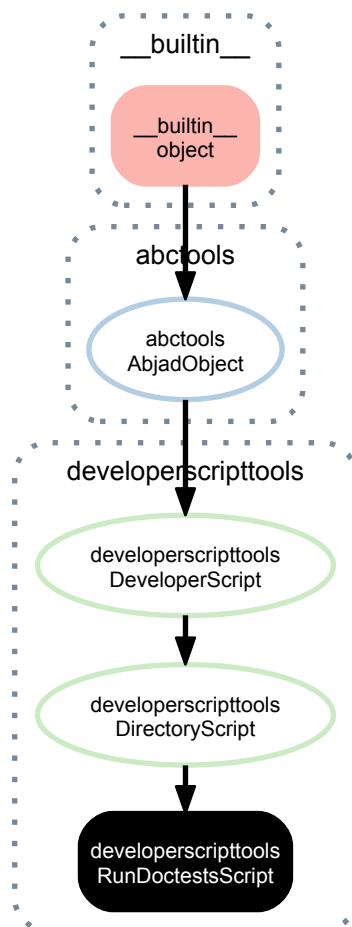 __builtin__
__builtin__
object
abctools
abctools
AbjadObject
developerscripttools
developerscripttools
DeveloperScript
developerscripttools
DirectoryScript
developerscripttools
RunDoctestsScript